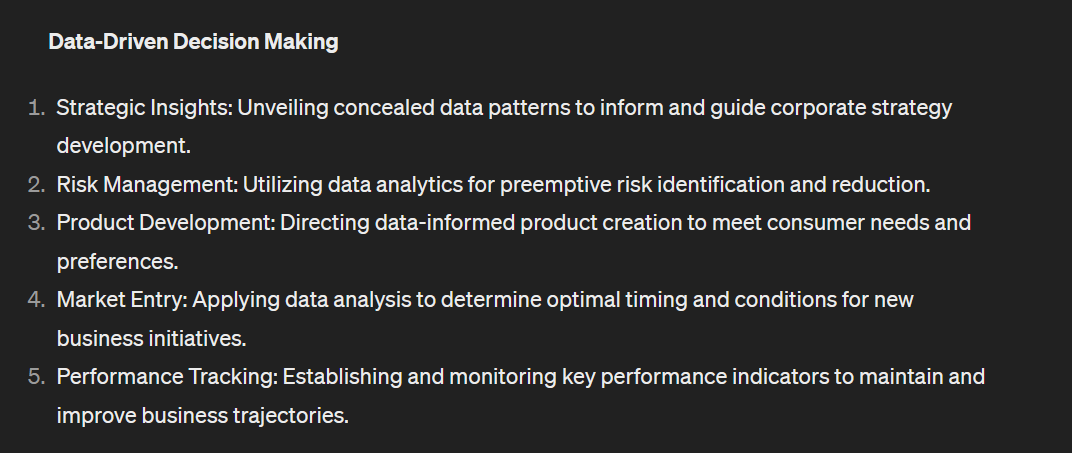 Data-Driven Decision Making
1. Strategic Insights: Unveiling concealed data patterns to inform and guide corporate strategy
development.
2. Risk Management: Utilizing data analytics for preemptive risk identification and reduction.
3. Product Development: Directing data-informed product creation to meet consumer needs and
preferences.
4. Market Entry: Applying data analysis to determine optimal timing and conditions for new
business initiatives.
5. Performance Tracking: Establishing and monitoring key performance indicators to maintain and
improve business trajectories.